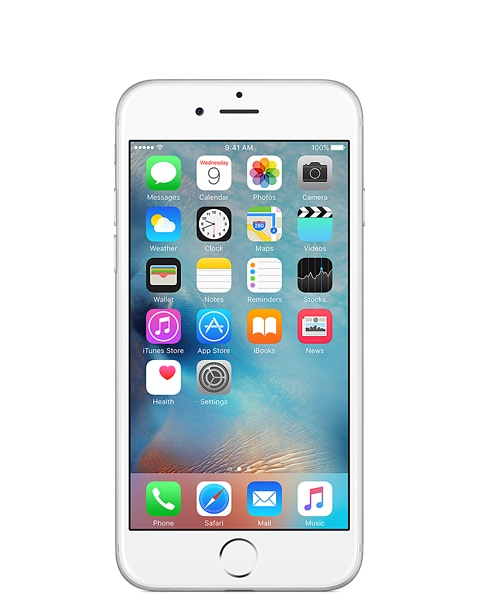 9:41 AM 100%
Wednesday
9
280
Messages Calendar Photos Camera
Weather Clock Maps Videos
Wallet Notes Reminders Stocks
iTunes Store App Store iBooks News
Health Settings
Phone Safari Mail Music